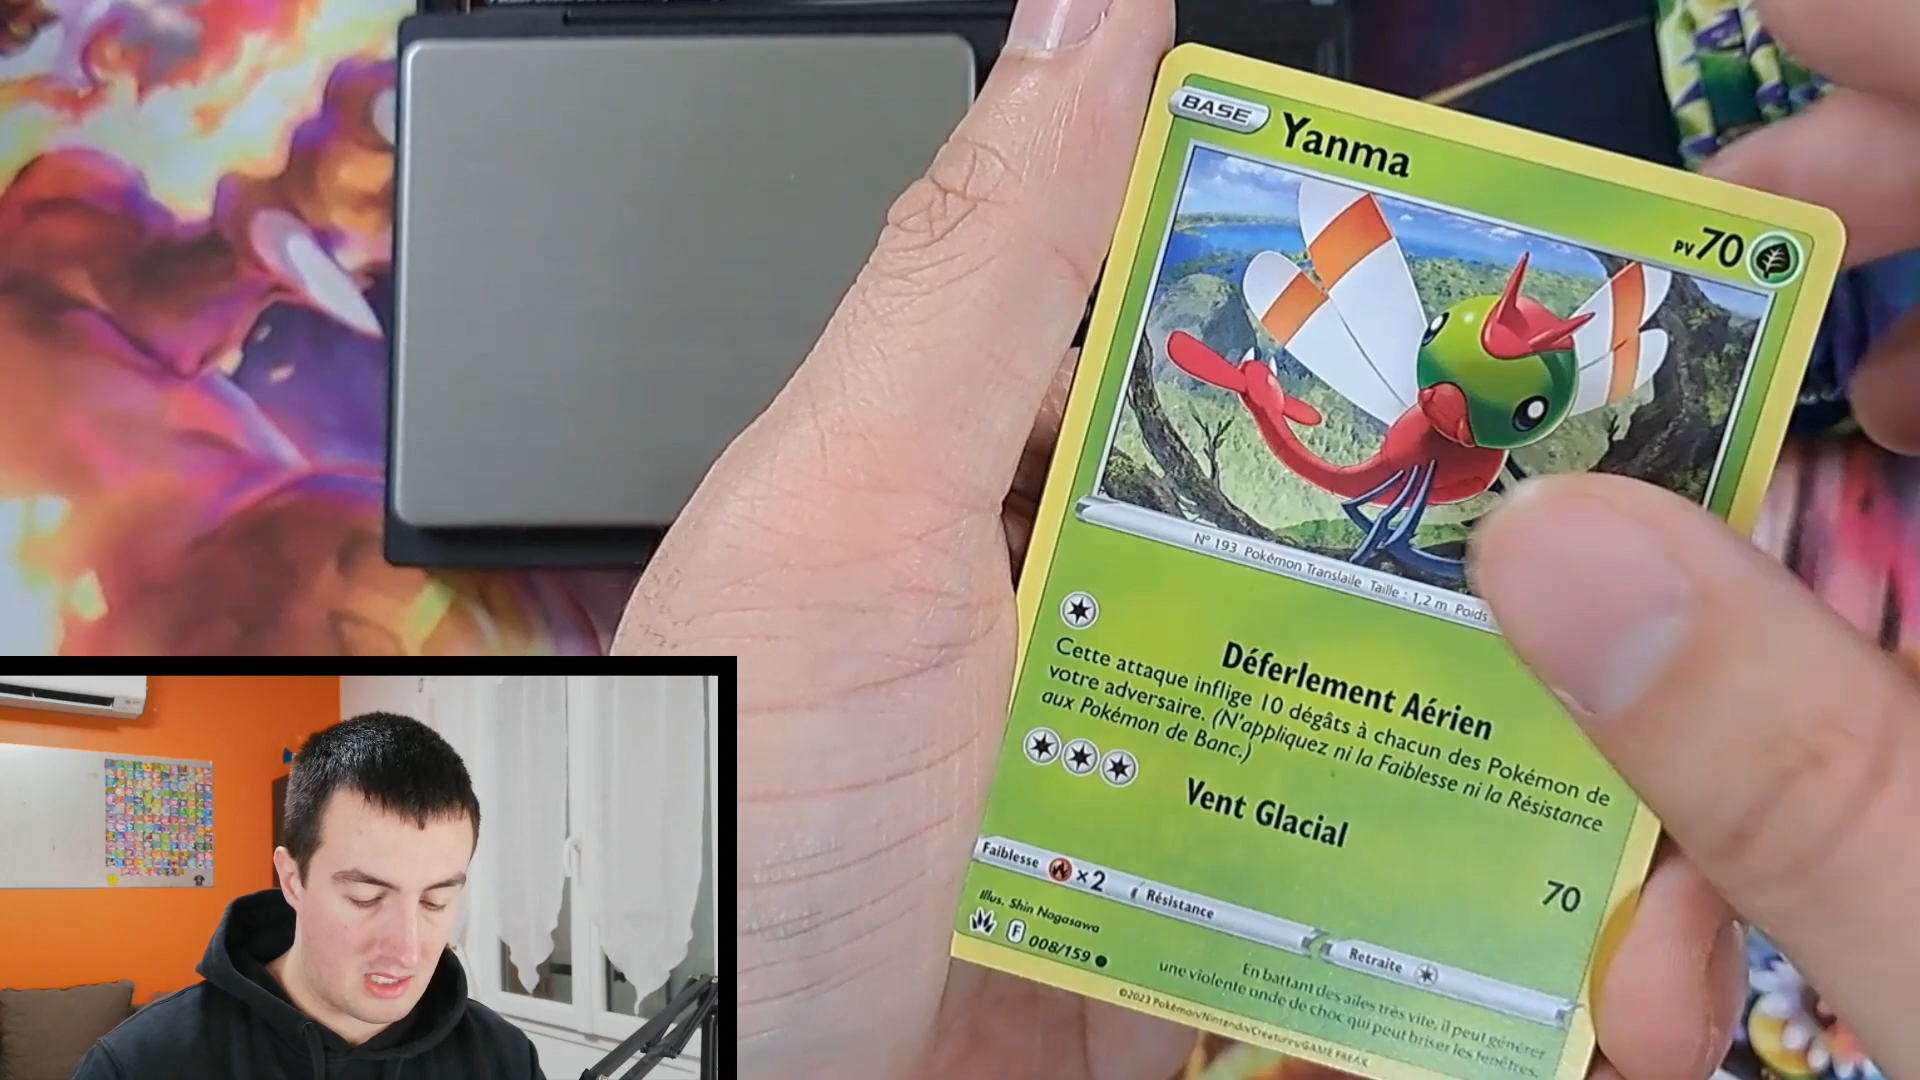 BASE
Yanma
PV 70
N° 193 Pokémon Translaile Taille : 1,2 m Poids
Déferlement Aérien
Cette attaque inflige 10 dégâts à chacun des Pokémon de
votre adversaire. (N'appliquez ni la Faiblesse ni la Résistance
aux Pokémon de Banc.)
Vent Glacial
70
Faiblesse ×2 Résistance
Retraite
Illus. Shin Nagasawa
F 008/159
En battant des ailes très vite, il peut générer
une violente onde de choc qui peut briser les fenêtres.
©2023 Pokémon/Nintendo/Creatures/GAME FREAK